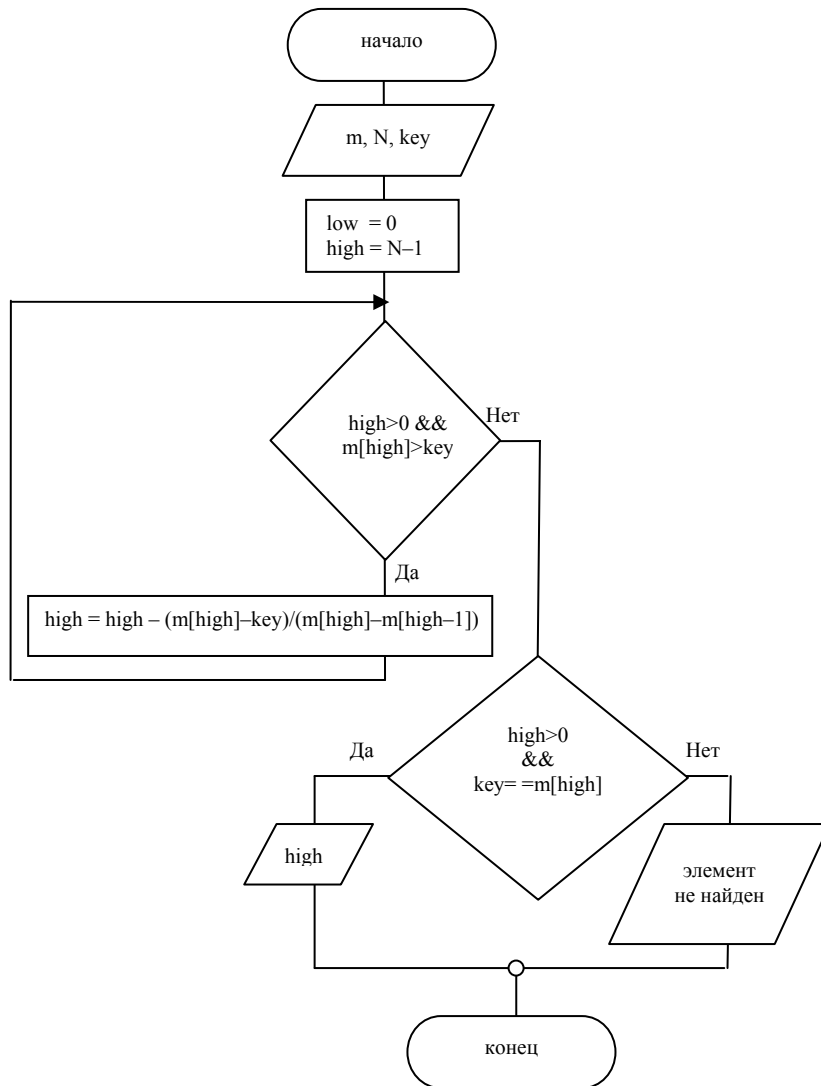 начало
m, N, key
low = 0
high = N–1
high>0 &&
m[high]>key
Нет
Да
high = high – (m[high]–key)/(m[high]–m[high–1])
high>0
&&
key= =m[high]
Да
Нет
high
элемент
не найден
конец